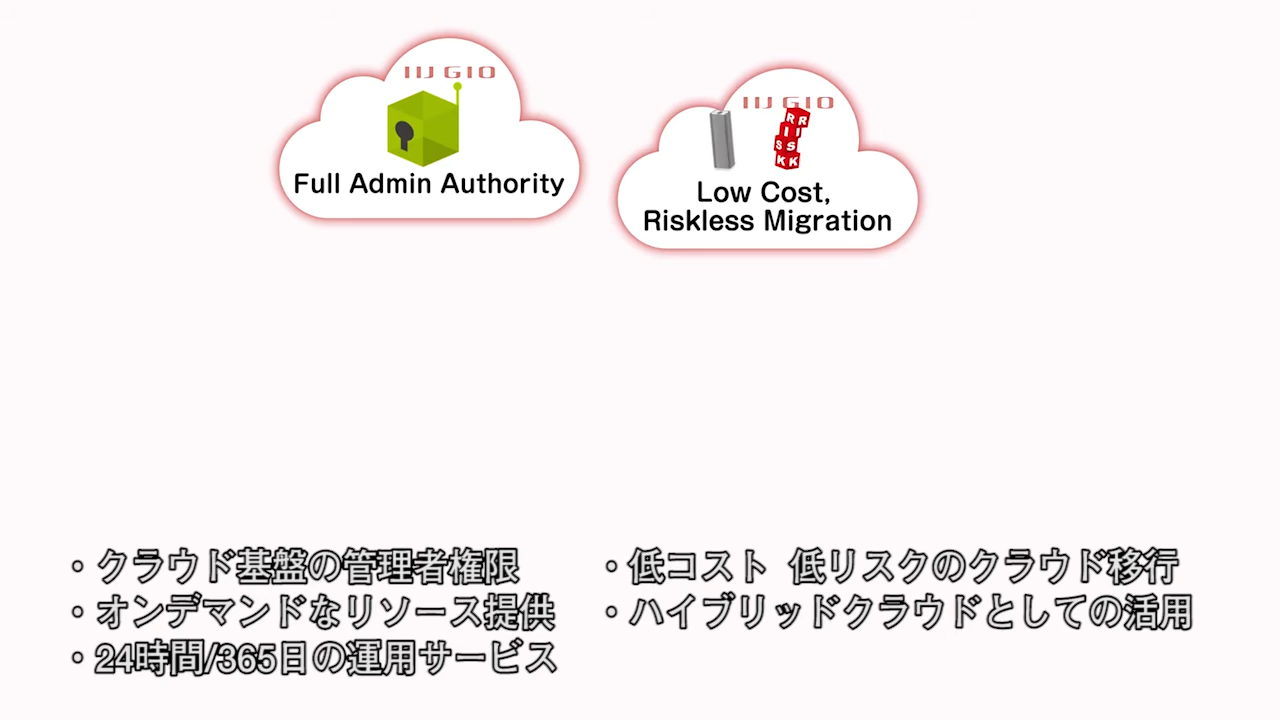 IIJ GIO
Full Admin Authority
IIJ GIO
R R
I I
S S
K K
Low Cost,
Riskless Migration
・クラウド基盤の管理者権限
・オンデマンドなリソース提供
・24時間/365日の運用サービス
・低コスト 低リスクのクラウド移行
・ハイブリッドクラウドとしての活用